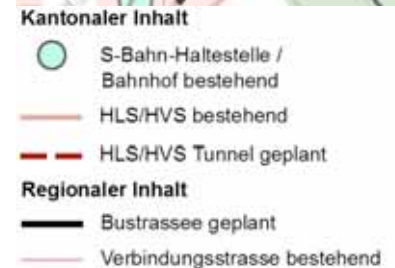 Kantonaler Inhalt
S-Bahn-Haltestelle /
Bahnhof bestehend
HLS/HVS bestehend
HLS/HVS Tunnel geplant
Regionaler Inhalt
Bustrassee geplant
Verbindungsstrasse bestehend